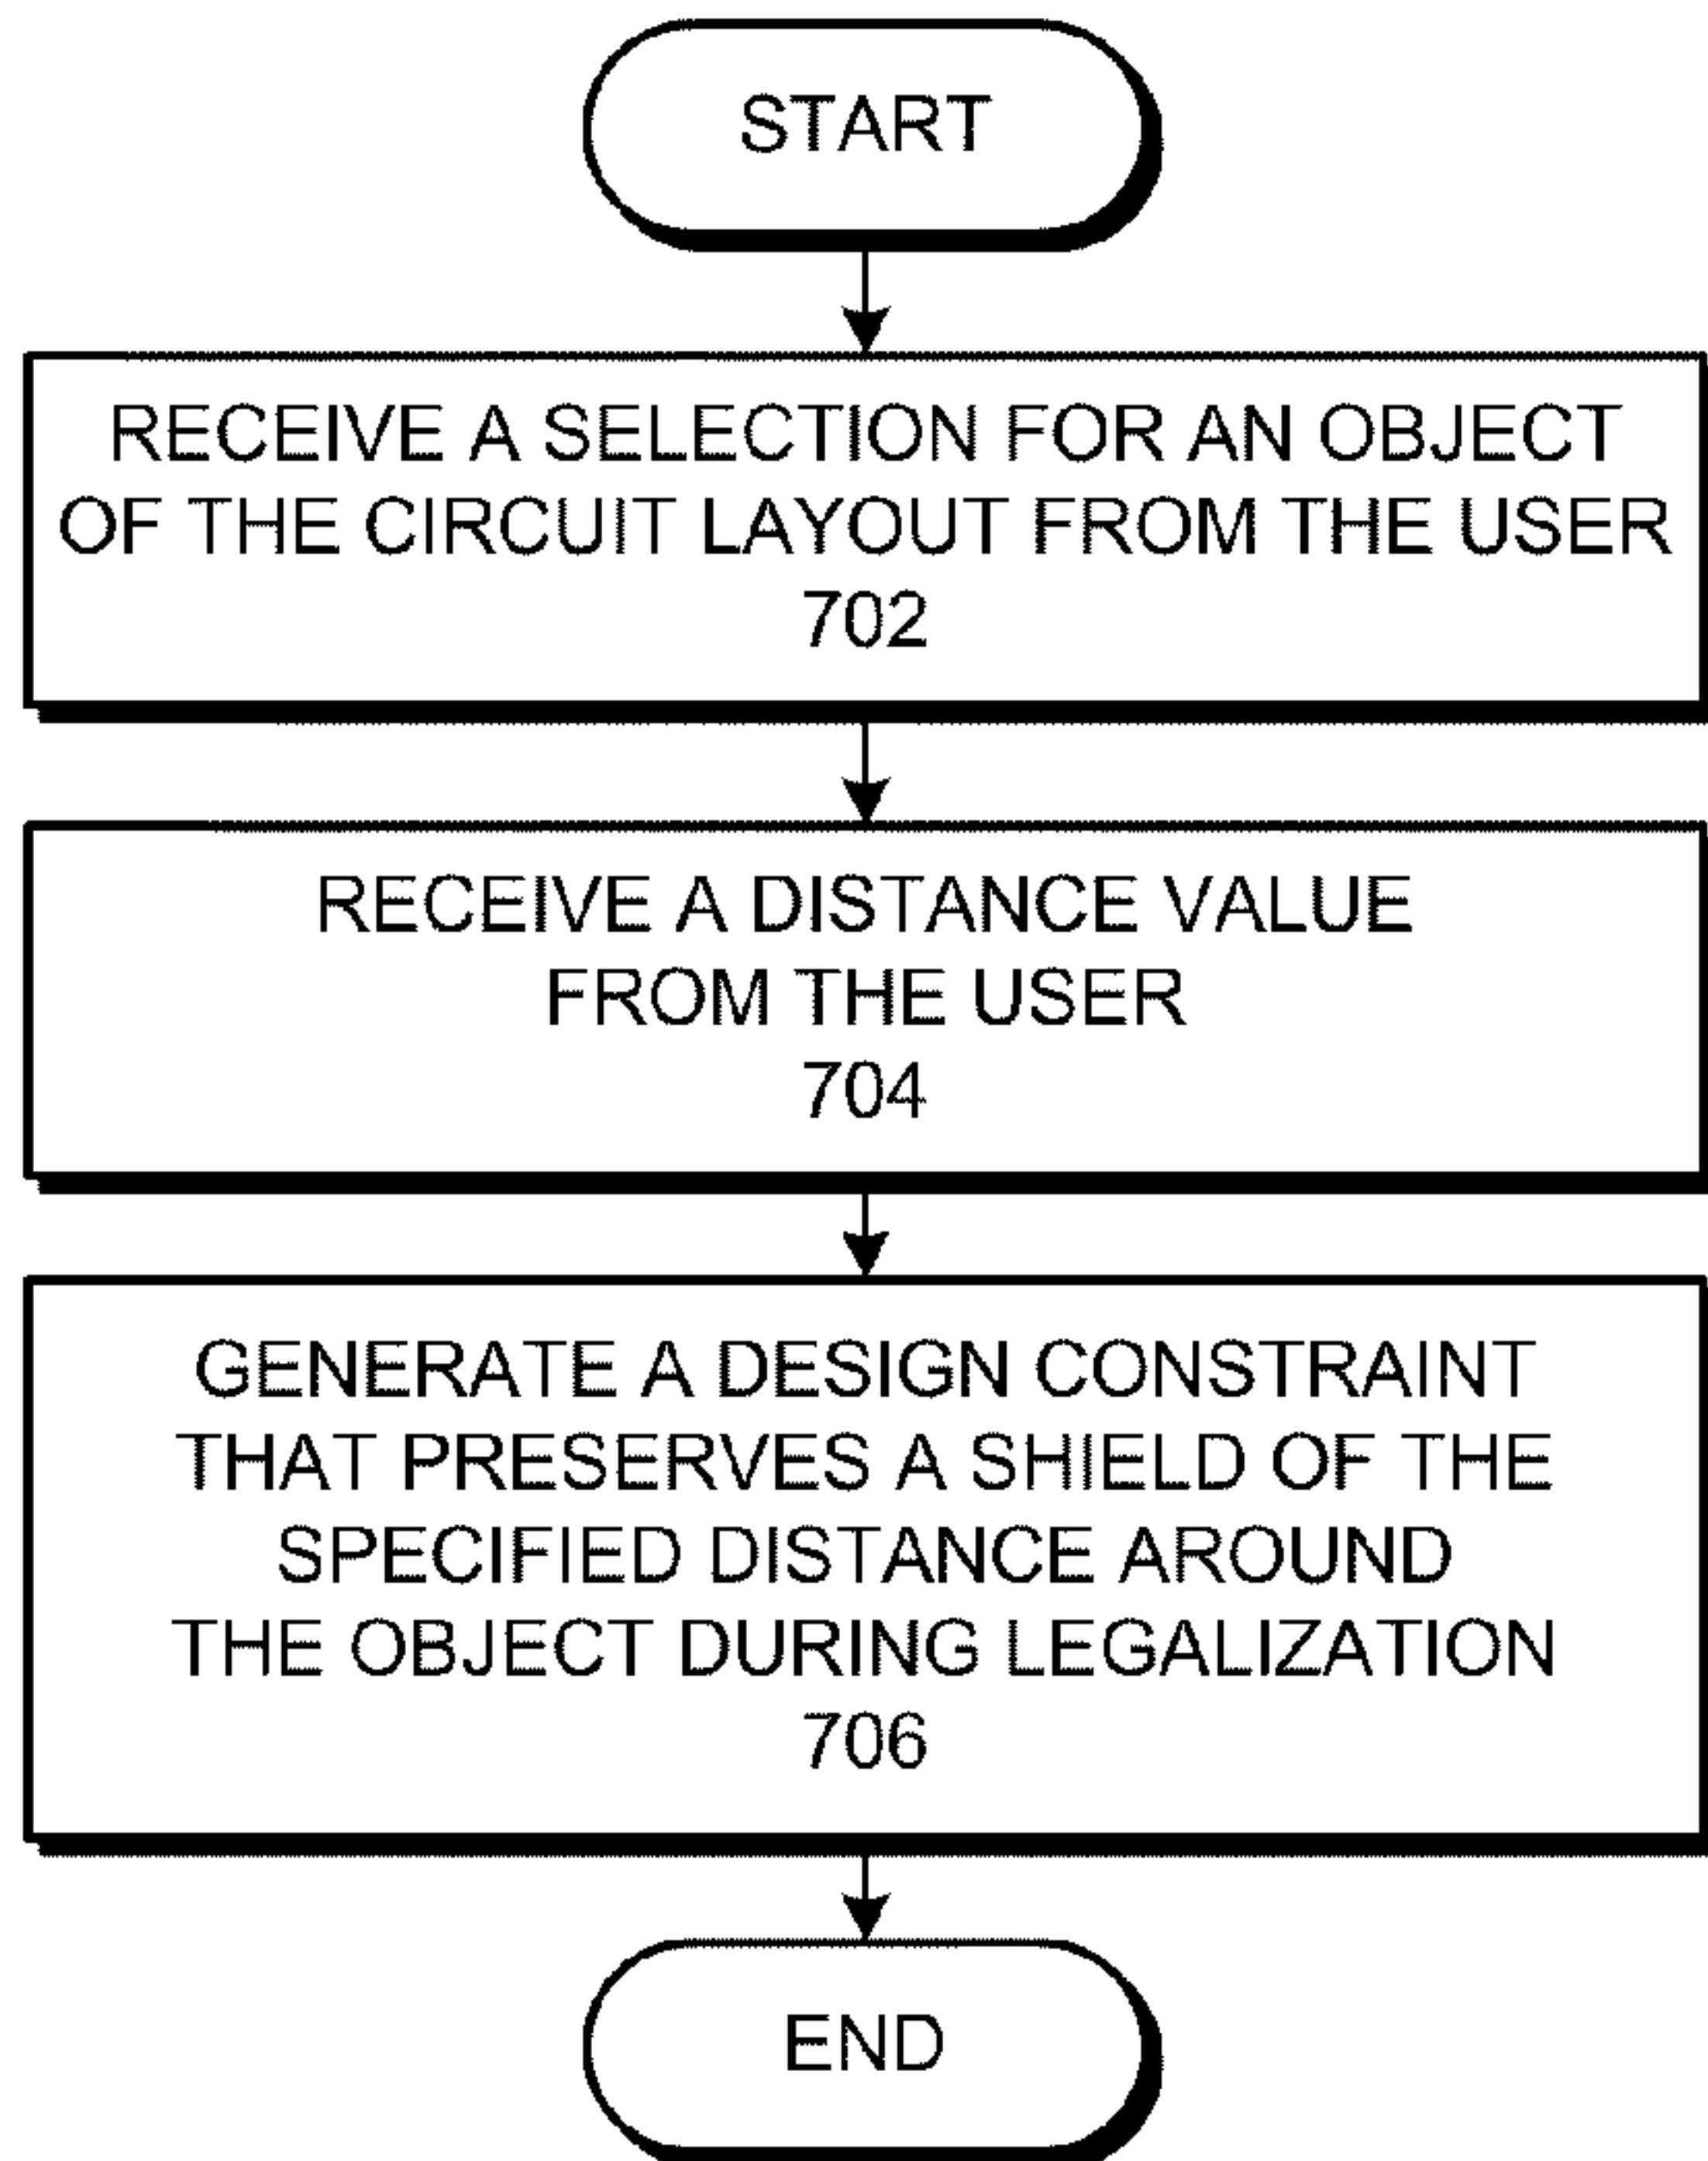 START
RECEIVE A SELECTION FOR AN OBJECT
OF THE CIRCUIT LAYOUT FROM THE USER
702
RECEIVE A DISTANCE VALUE
FROM THE USER
704
GENERATE A DESIGN CONSTRAINT
THAT PRESERVES A SHIELD OF THE
SPECIFIED DISTANCE AROUND
THE OBJECT DURING LEGALIZATION
706
END